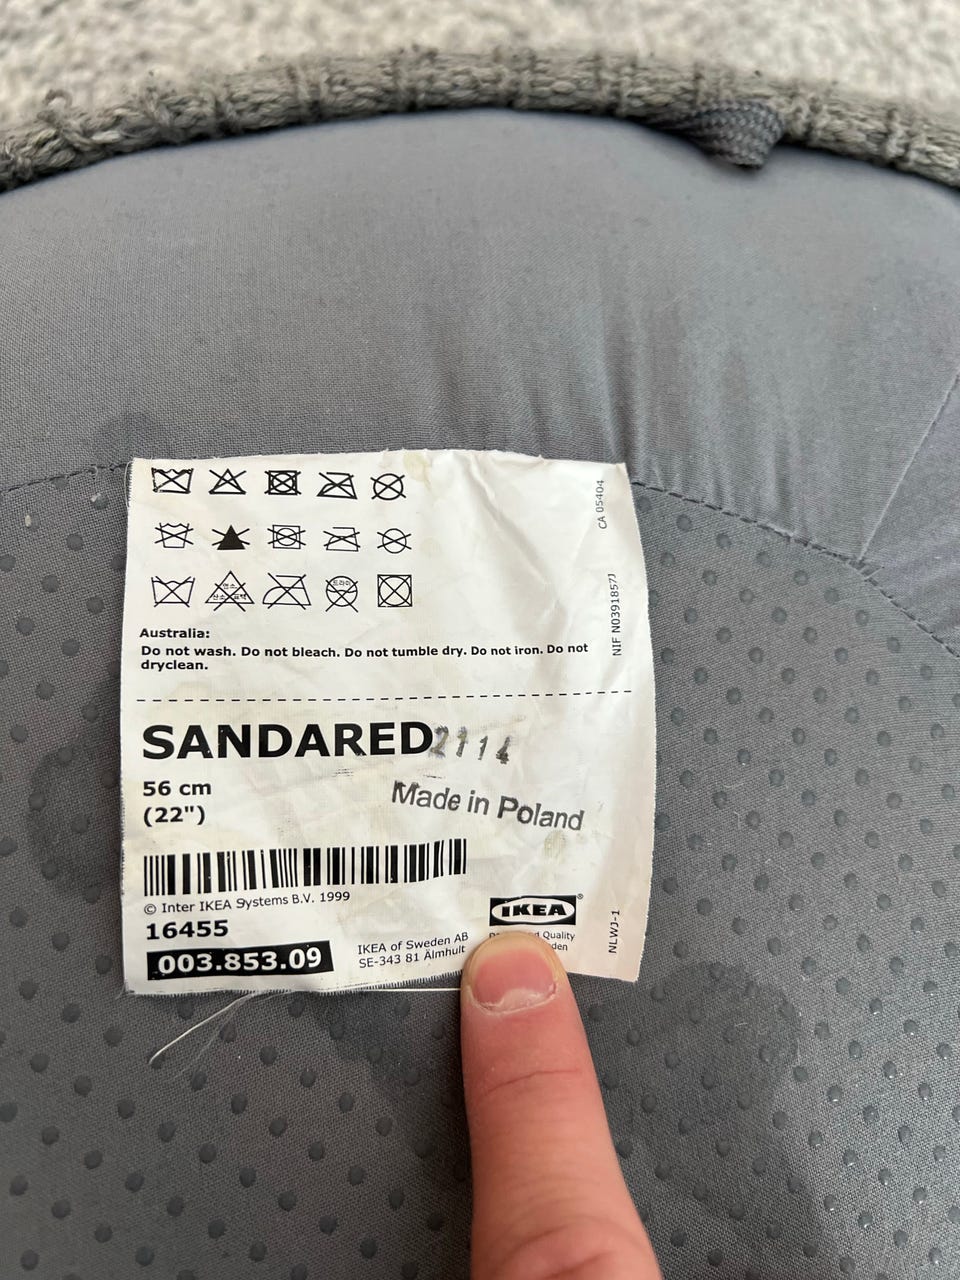 Australia:
Do not wash. Do not bleach. Do not tumble dry. Do not iron. Do not
dryclean.
SANDARED 2114
56 cm
(22")
Made in Poland
© Inter IKEA Systems B.V. 1999
16455
003.853.09
IKEA of Sweden AB
SE-343 81 Älmhult
IKEA®
Quality
CA 05404
NIF N0391857J
NLWJ-1